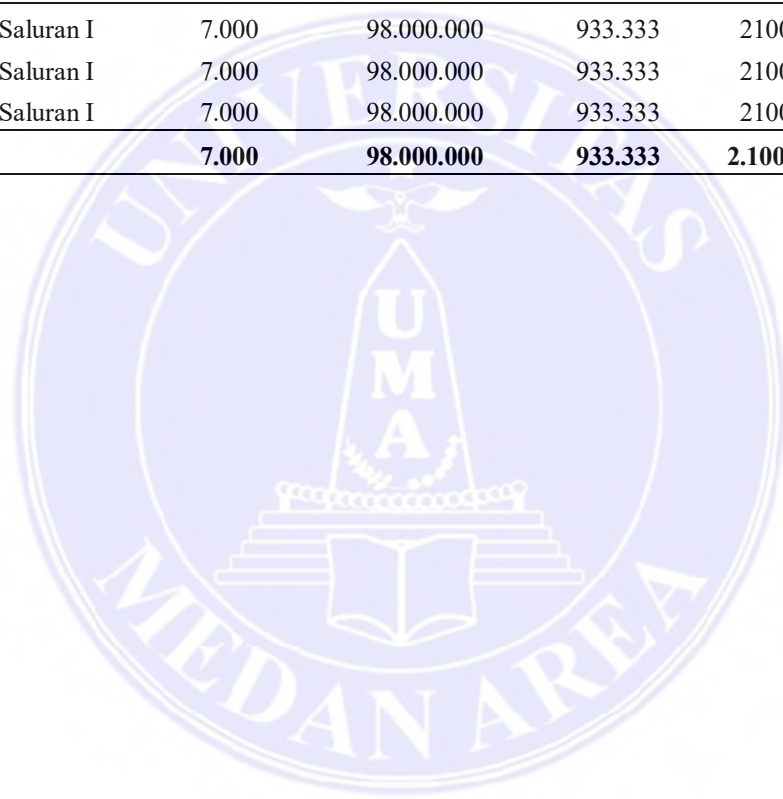 Saluran I 7.000 98.000.000 933.333 2100
Saluran I 7.000 98.000.000 933.333 2100
Saluran I 7.000 98.000.000 933.333 2100
7.000 98.000.000 933.333 2.100
UNIVERSITAS
U
M
A
MEDAN AREA